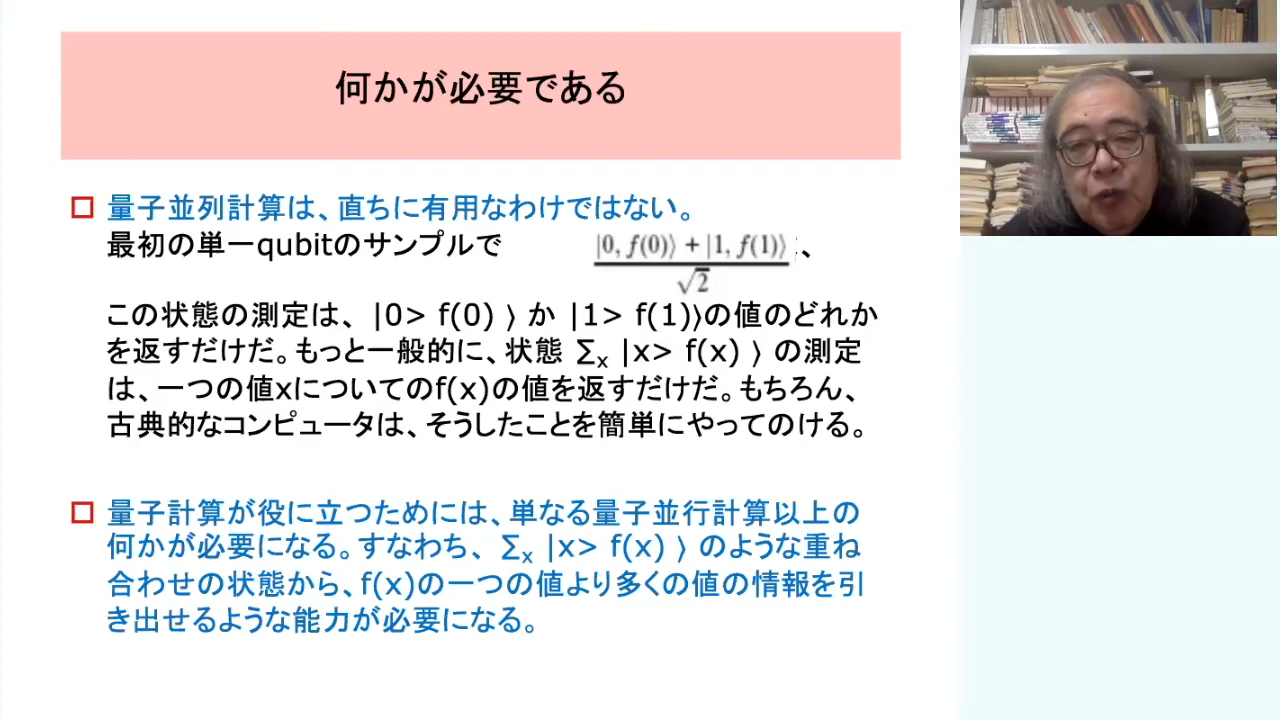 何かが必要である
量子並列計算は、直ちに有用なわけではない。
最初の単一qubitのサンプルで |0, f(0)⟩ + |1, f(1)⟩ 、
√2
この状態の測定は、 |0> f(0) ⟩ か |1> f(1)⟩の値のどれか
を返すだけだ。もっと一般的に、状態 ∑x |x> f(x) ⟩ の測定
は、一つの値xについてのf(x)の値を返すだけだ。もちろん、
古典的なコンピュータは、そうしたことを簡単にやってのける。
量子計算が役に立つためには、単なる量子並行計算以上の
何かが必要になる。すなわち、 ∑x |x> f(x) ⟩ のような重ね
合わせの状態から、f(x)の一つの値より多くの値の情報を引
き出せるような能力が必要になる。